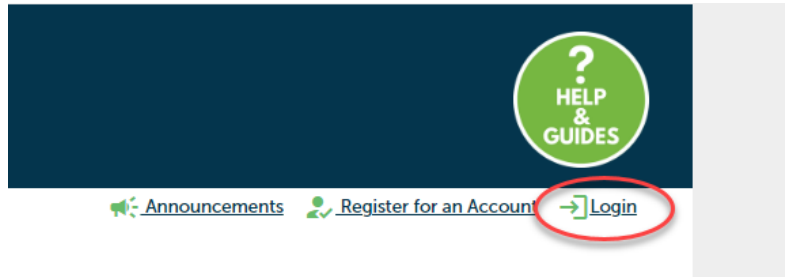 ?
HELP
&
GUIDES
Announcements Register for an Account Login